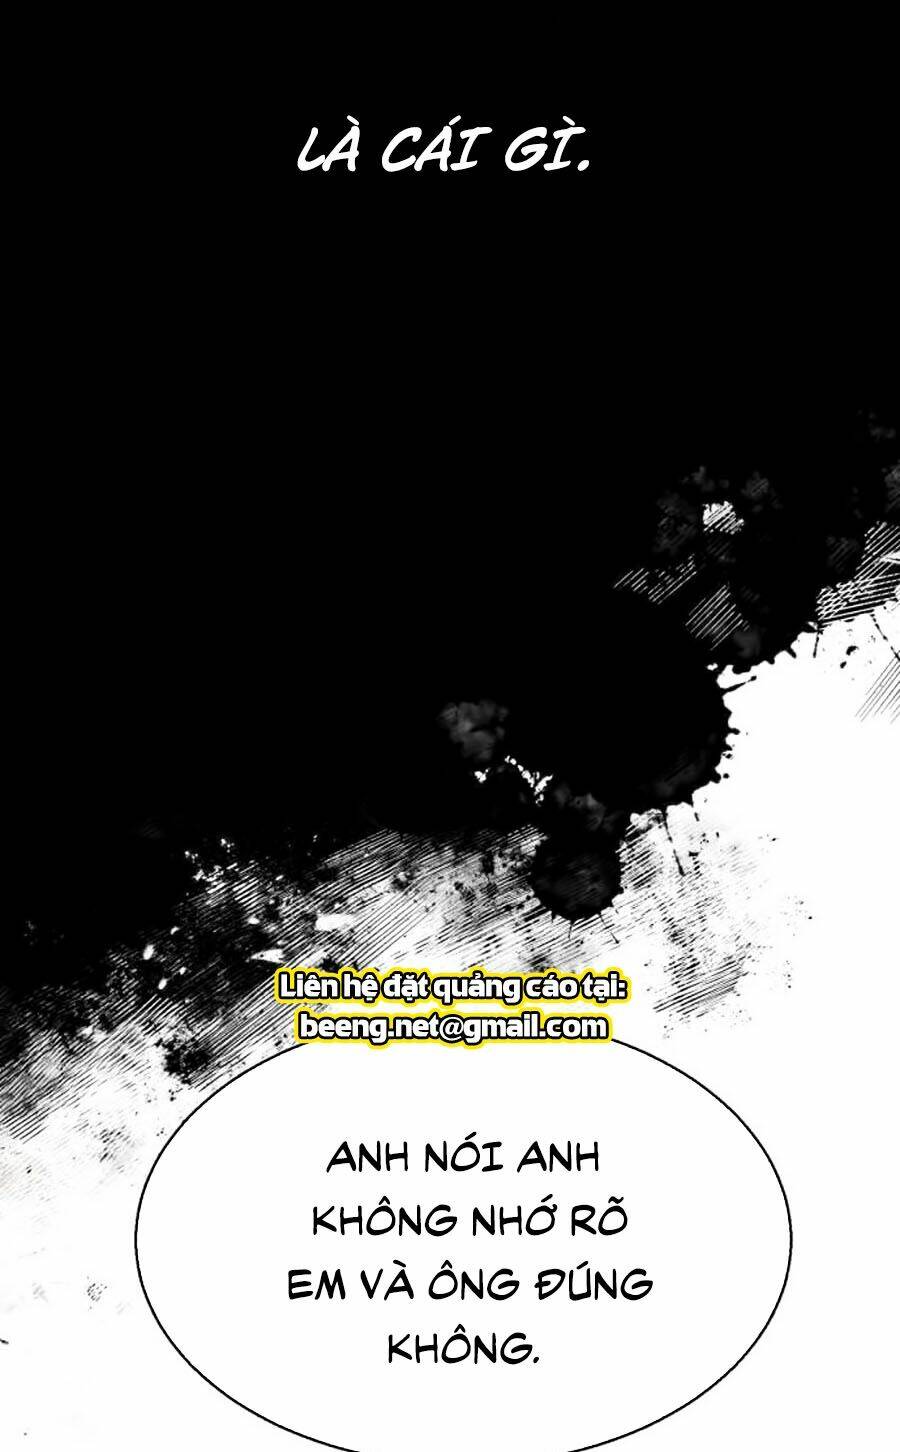 LÀ CÁI GÌ.
Liên hệ đặt quảng cáo tại:
beeng.net@gmail.com
ANH NÓI ANH
KHÔNG NHỚ RÕ
EM VÀ ÔNG ĐÚNG
KHÔNG.